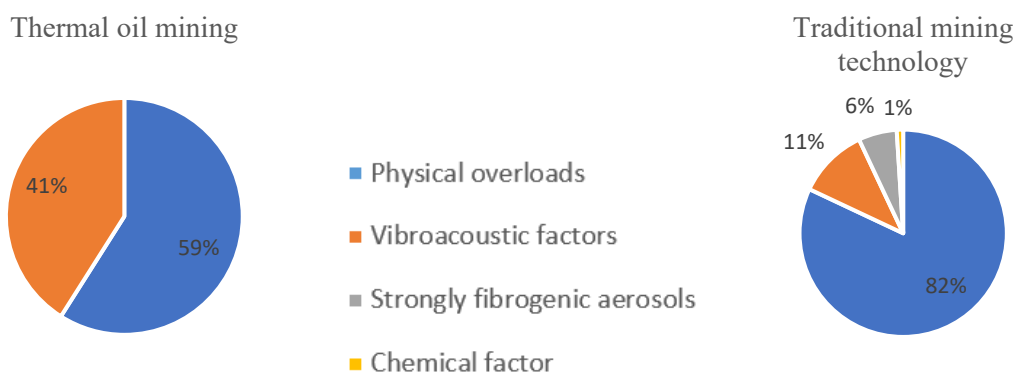 Thermal oil mining
41%
59%
Physical overloads
Vibroacoustic factors
Strongly fibrogenic aerosols
Chemical factor
Traditional mining
technology
6%
1%
11%
82%